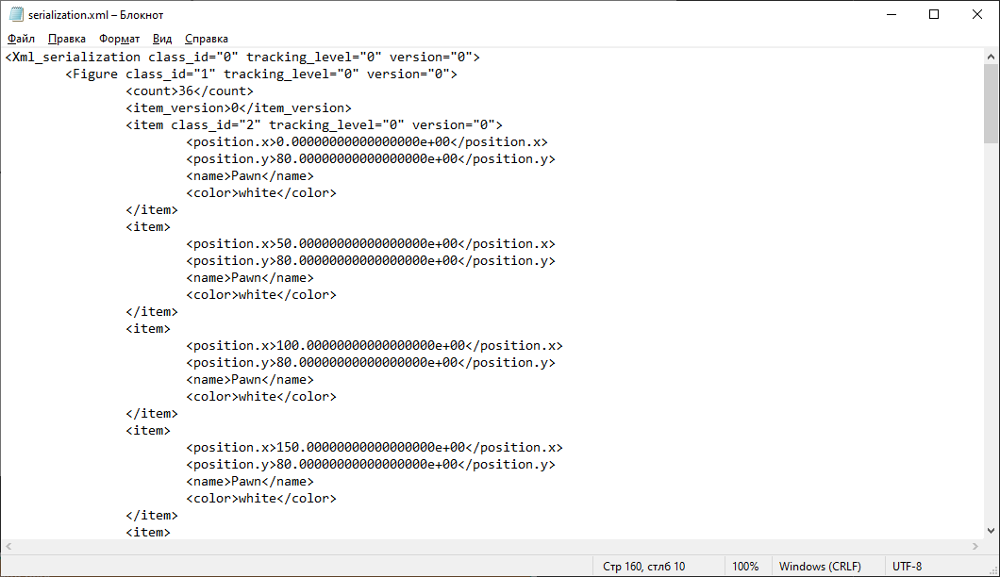 serialization.xml – Блокнот
Файл Правка Формат Вид Справка
<Xml_serialization class_id="0" tracking_level="0" version="0">
<Figure class_id="1" tracking_level="0" version="0">
<count>36</count>
<item_version>0</item_version>
<item class_id="2" tracking_level="0" version="0">
<position.x>0.00000000000000000e+00</position.x>
<position.y>80.00000000000000000e+00</position.y>
<name>Pawn</name>
<color>white</color>
</item>
<item>
<position.x>50.00000000000000000e+00</position.x>
<position.y>80.00000000000000000e+00</position.y>
<name>Pawn</name>
<color>white</color>
</item>
<item>
<position.x>100.00000000000000000e+00</position.x>
<position.y>80.00000000000000000e+00</position.y>
<name>Pawn</name>
<color>white</color>
</item>
<item>
<position.x>150.00000000000000000e+00</position.x>
<position.y>80.00000000000000000e+00</position.y>
<name>Pawn</name>
<color>white</color>
</item>
<item>
Стр 160, стлб 10 100% Windows (CRLF) UTF-8